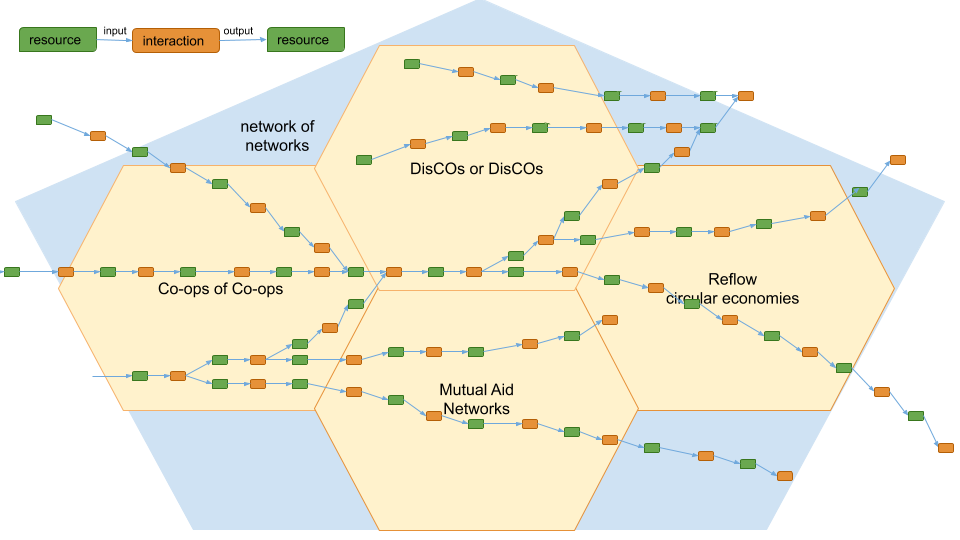 resource
input
interaction
output
resource
network of
networks
DisCOs or DisCOs
Co-ops of Co-ops
Reflow
circular economies
Mutual Aid
Networks